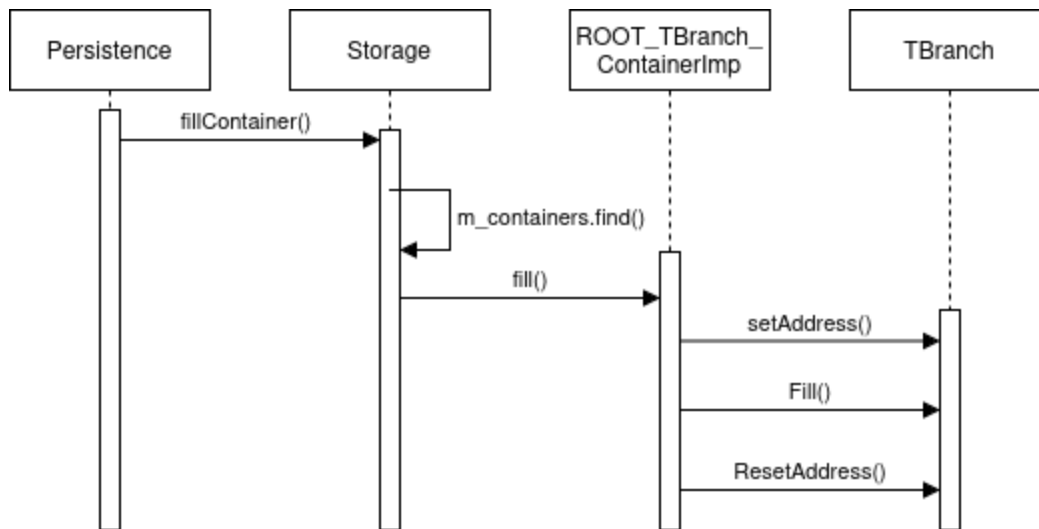 Persistence
Storage
ROOT_TBranch_
ContainerImp
TBranch
fillContainer()
m_containers.find()
fill()
setAddress()
Fill()
ResetAddress()